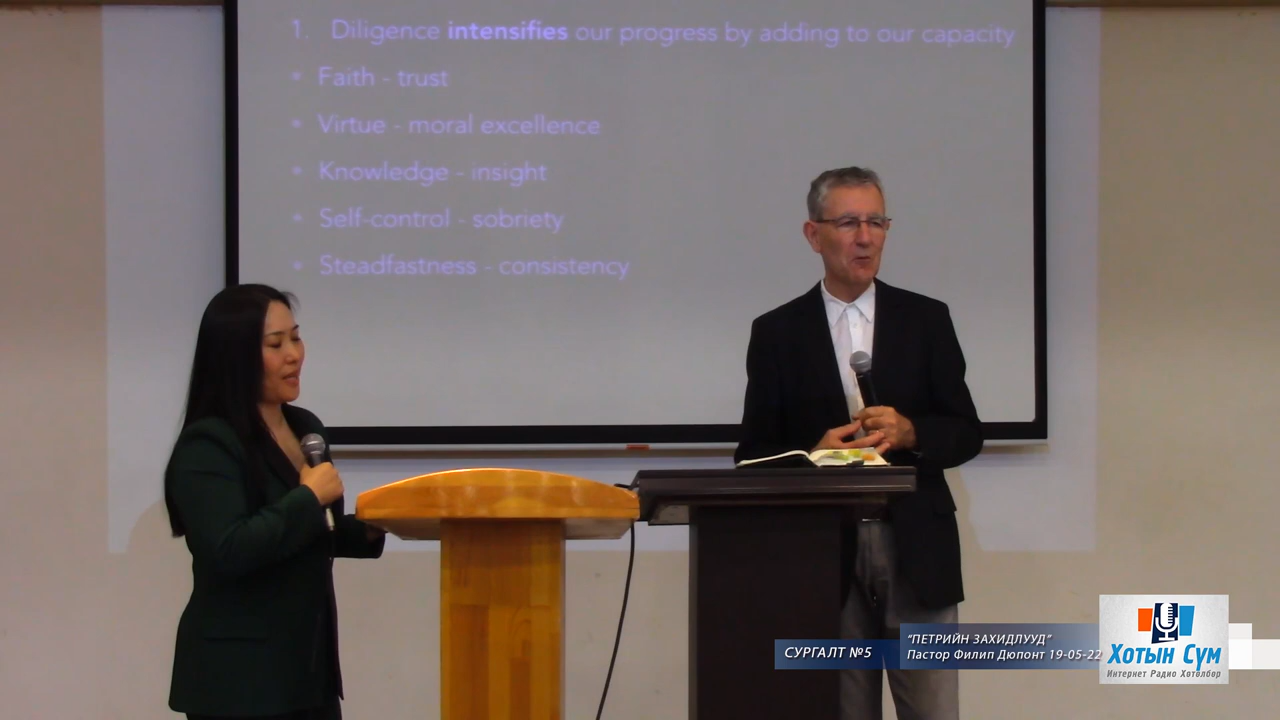 1. Diligence intensifies our progress by adding to our capacity
• Faith - trust
• Virtue - moral excellence
• Knowledge - insight
• Self-control - sobriety
• Steadfastness - consistency
СУРГАЛТ №5
“ПЕТРИЙН ЗАХИДЛУУД”
Пастор Филип Дюпонт 19-05-22
Хотын Сүм
Интернет Радио Хөтөлбөр